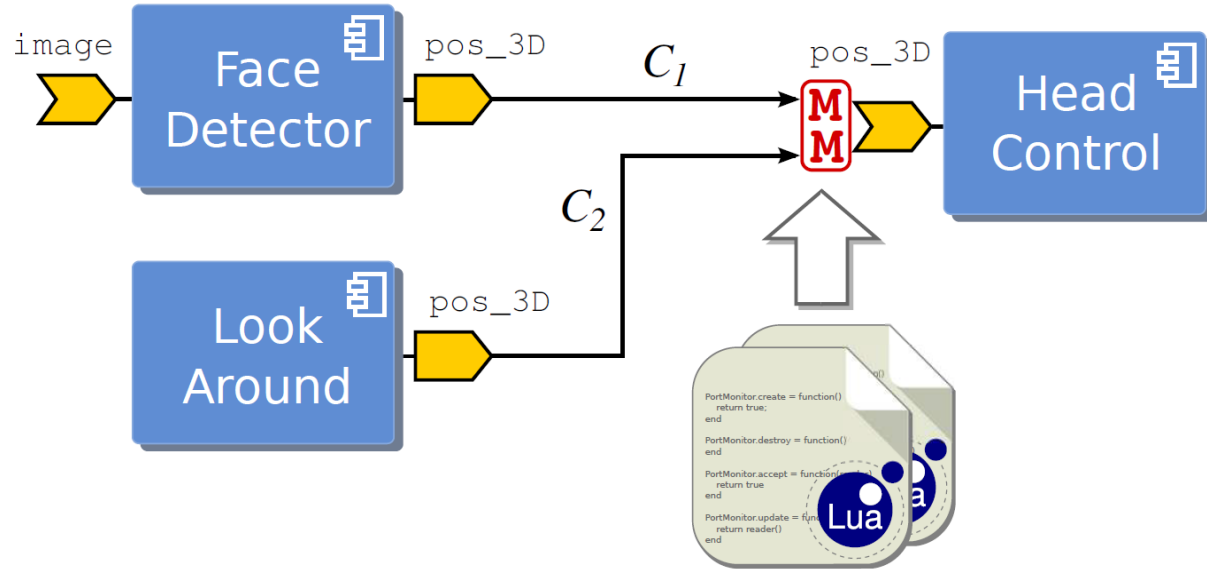 image
Face
Detector
pos_3D
C1
pos_3D
M
M
Head
Control
C2
Look
Around
pos_3D
PortMonitor.create = function()
return true;
end
PortMonitor.destroy = function()
end
PortMonitor.accept = function(
return true
end
PortMonitor.update =
return reader()
end
Lua